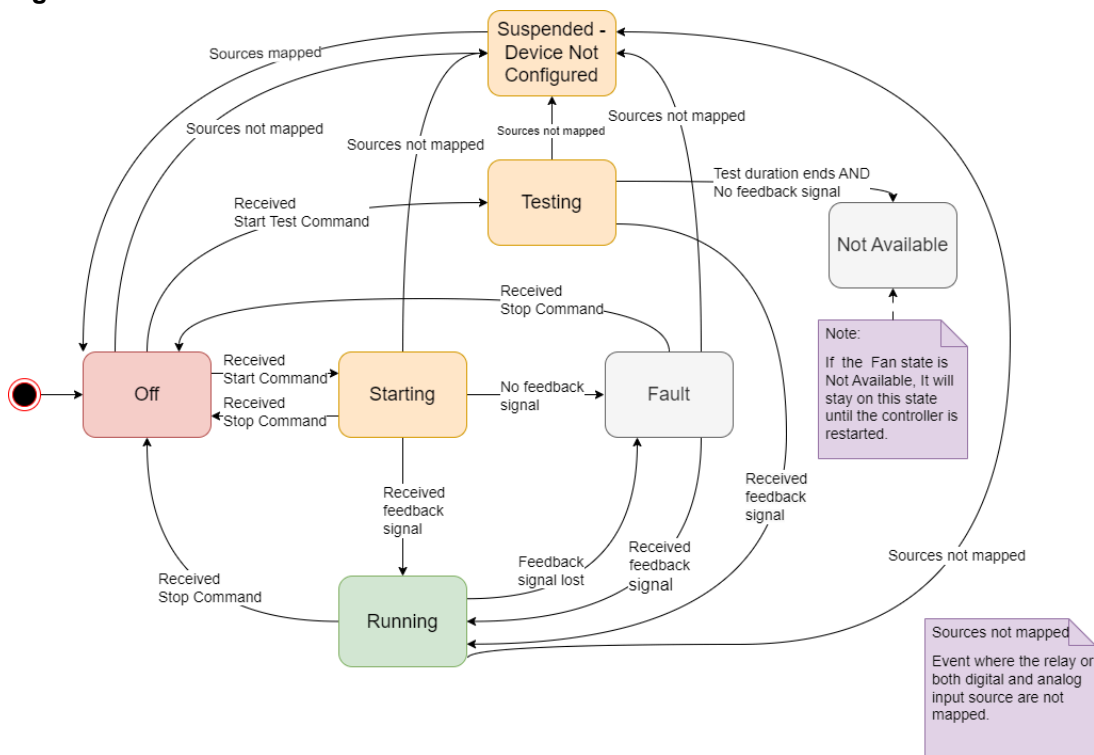 Suspended -
Device Not
Configured
Sources mapped
Sources not mapped
Sources not mapped
Sources not mapped
Sources not mapped
Testing
Test duration ends AND
No feedback signal
Not Available
Received
Start Test Command
Received
Stop Command
Note:
If the Fan state is
Not Available, It will
stay on this state
until the controller is
restarted.
Off
Received
Start Command
Received
Stop Command
Starting
No feedback
signal
Fault
Received
feedback
signal
Received
feedback
signal
Feedback
signal lost
Received
feedback
signal
Sources not mapped
Received
Stop Command
Running
Sources not mapped
Event where the relay or
both digital and analog
input source are not
mapped.